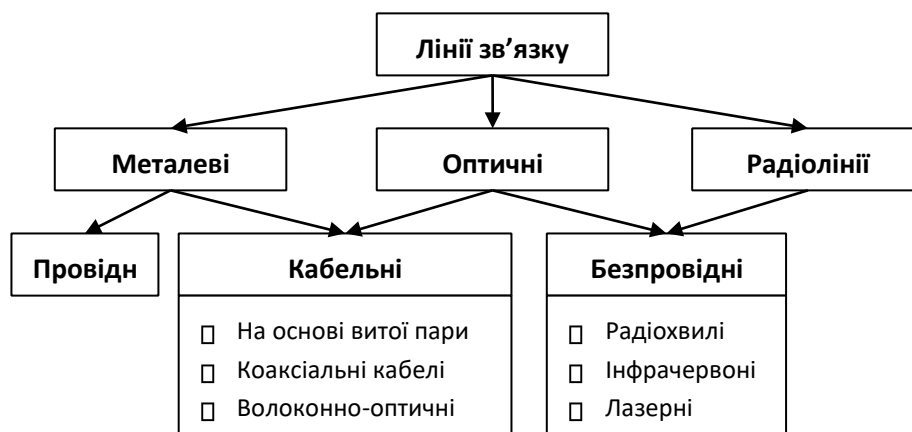 Лінії зв’язку
Металеві
Оптичні
Радіолінії
Провідн
Кабельні
Безпровідні
На основі витої пари
Коаксіальні кабелі
Волоконно-оптичні
Радіохвилі
Інфрачервоні
Лазерні